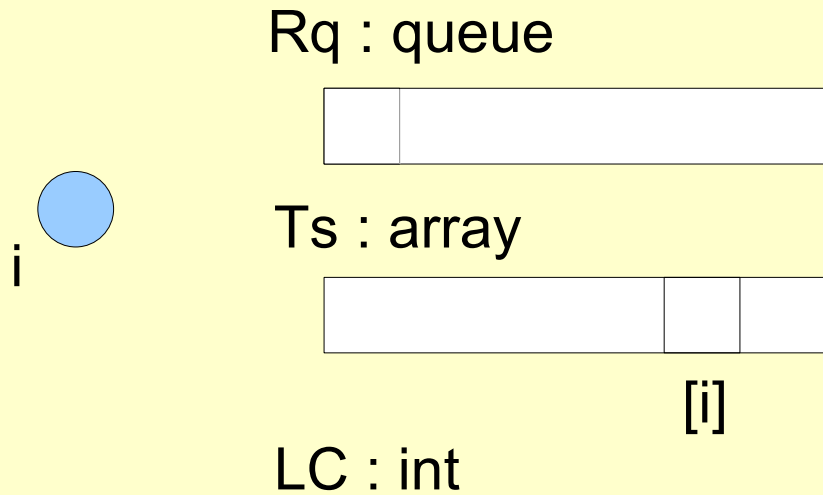 Rq : queue
i
Ts : array
[i]
LC : int